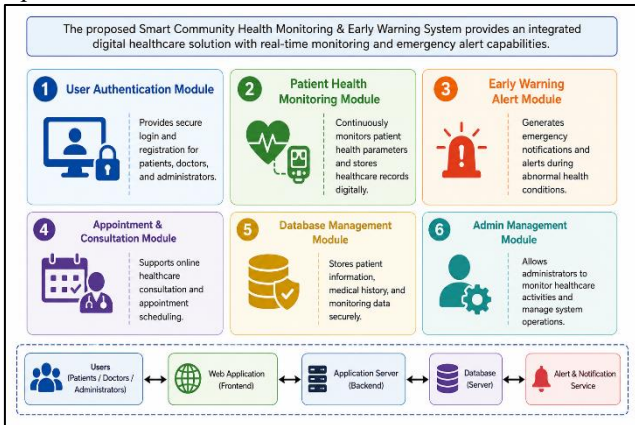 The proposed Smart Community Health Monitoring & Early Warning System provides an integrated
digital healthcare solution with real-time monitoring and emergency alert capabilities.
1
User Authentication Module
Provides secure
login and
registration for
patients, doctors,
and administrators.
2
Patient Health
Monitoring Module
Continuously
monitors patient
health parameters and
stores
healthcare records
digitally.
3
Early Warning
Alert Module
Generates
emergency
notifications and
alerts during
abnormal health
conditions.
4
Appointment &
Consultation Module
Supports online
healthcare
consultation and
appointment
scheduling.
5
Database Management
Module
Stores patient
information,
medical history, and
monitoring data
securely.
6
Admin Management
Module
Allows
administrators to
monitor healthcare
activities and
manage system
operations.
Users
(Patients / Doctors /
Administrators)
Web Application
(Frontend)
Application Server
(Backend)
Database
(Server)
Alert & Notification
Service